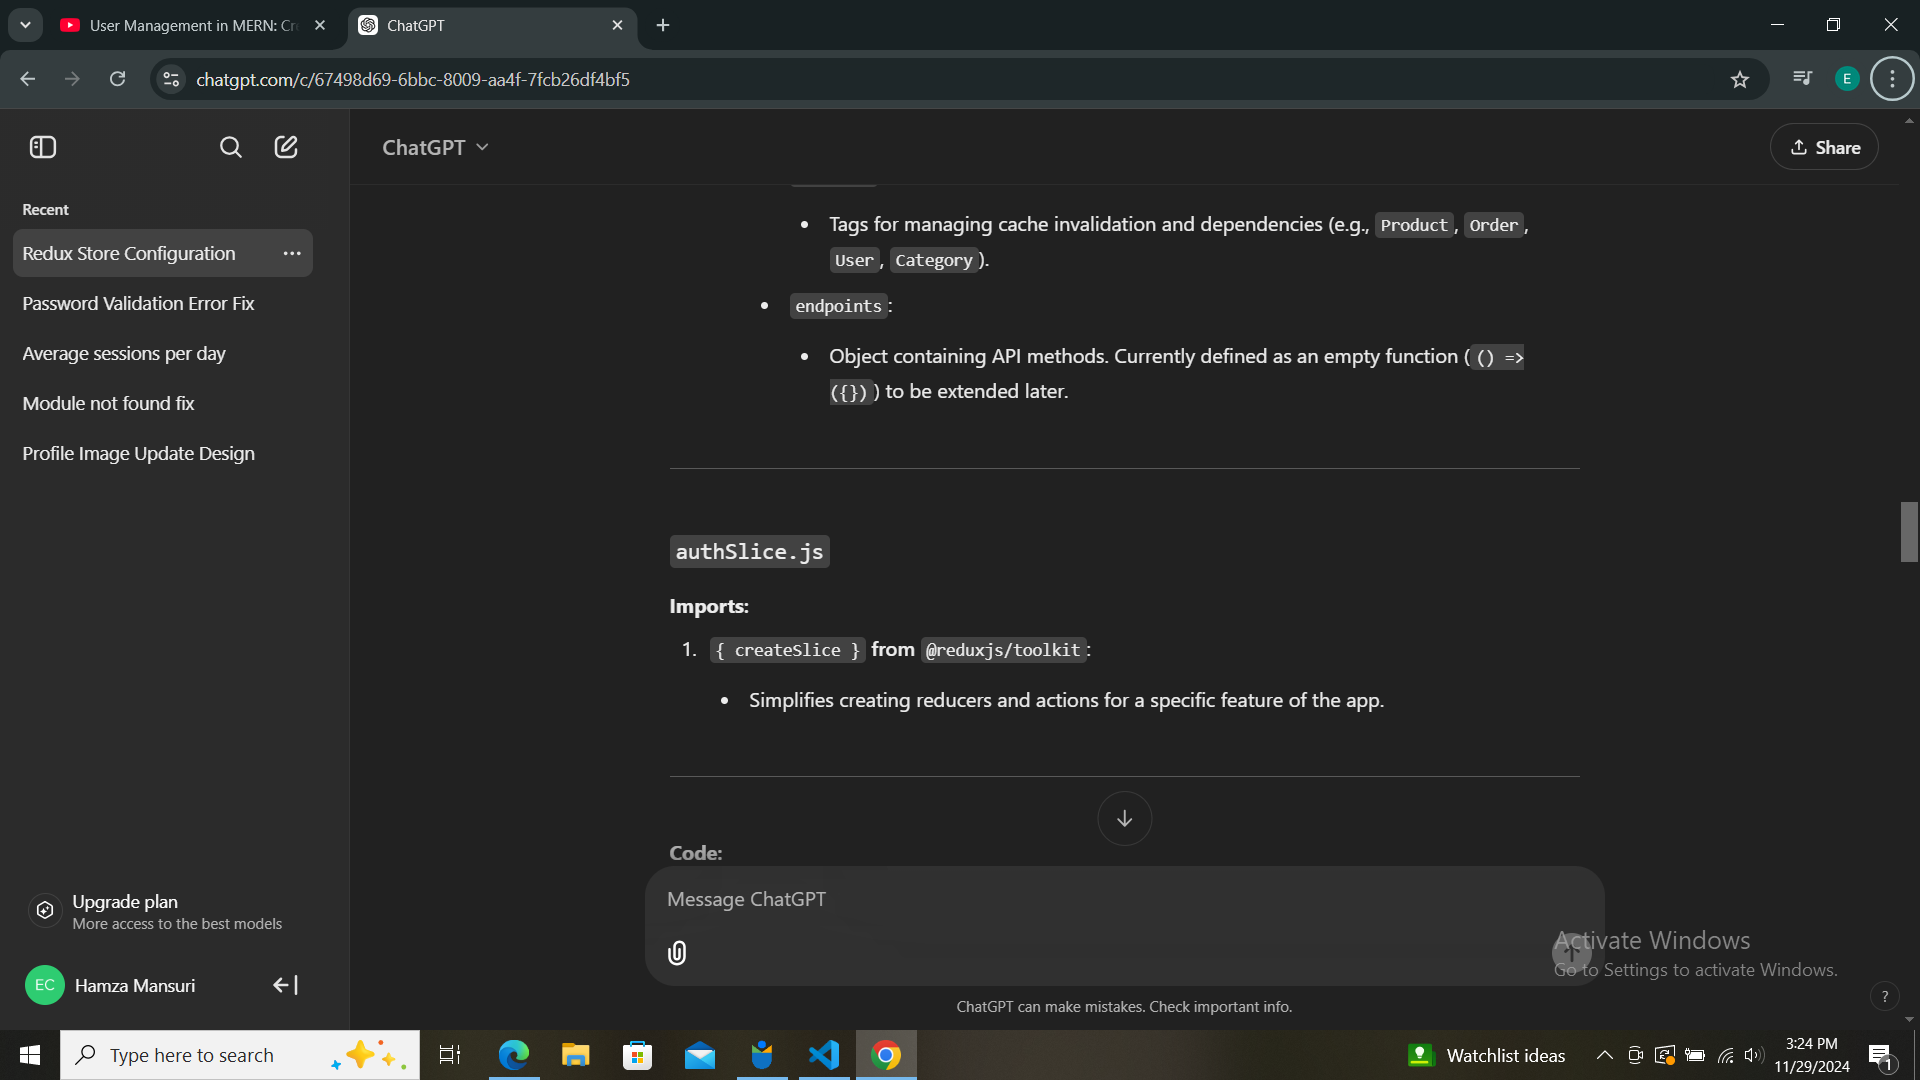 User Management in MERN: Cr
ChatGPT
chatgpt.com/c/67498d69-6bbc-8009-aa4f-7fcb26df4bf5
E
ChatGPT
Share
Recent
Redux Store Configuration
Password Validation Error Fix
Average sessions per day
Module not found fix
Profile Image Update Design
Tags for managing cache invalidation and dependencies (e.g., Product, Order,
User, Category).
endpoints:
Object containing API methods. Currently defined as an empty function (() =>
({})) to be extended later.
authSlice.js
Imports:
1. { createSlice } from @reduxjs/toolkit:
Simplifies creating reducers and actions for a specific feature of the app.
Code:
Message ChatGPT
Upgrade plan
More access to the best models
EC Hamza Mansuri
Activate Windows
Go to Settings to activate Windows.
ChatGPT can make mistakes. Check important info.
?
Type here to search
Watchlist ideas
3:24 PM
11/29/2024
1